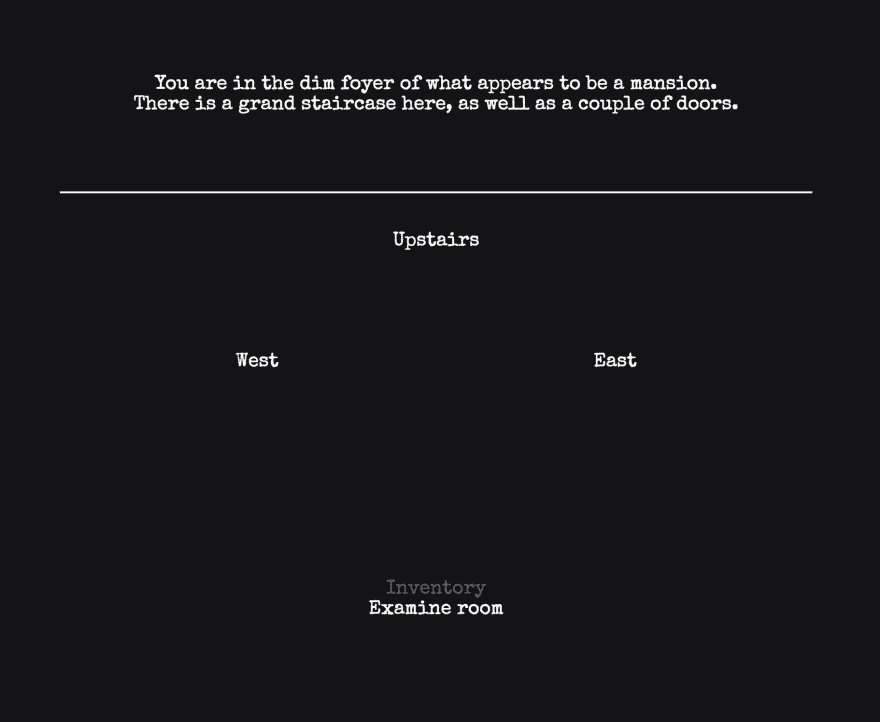 You are in the dim foyer of what appears to be a mansion.
There is a grand staircase here, as well as a couple of doors.
Upstairs
West
East
Inventory
Examine room